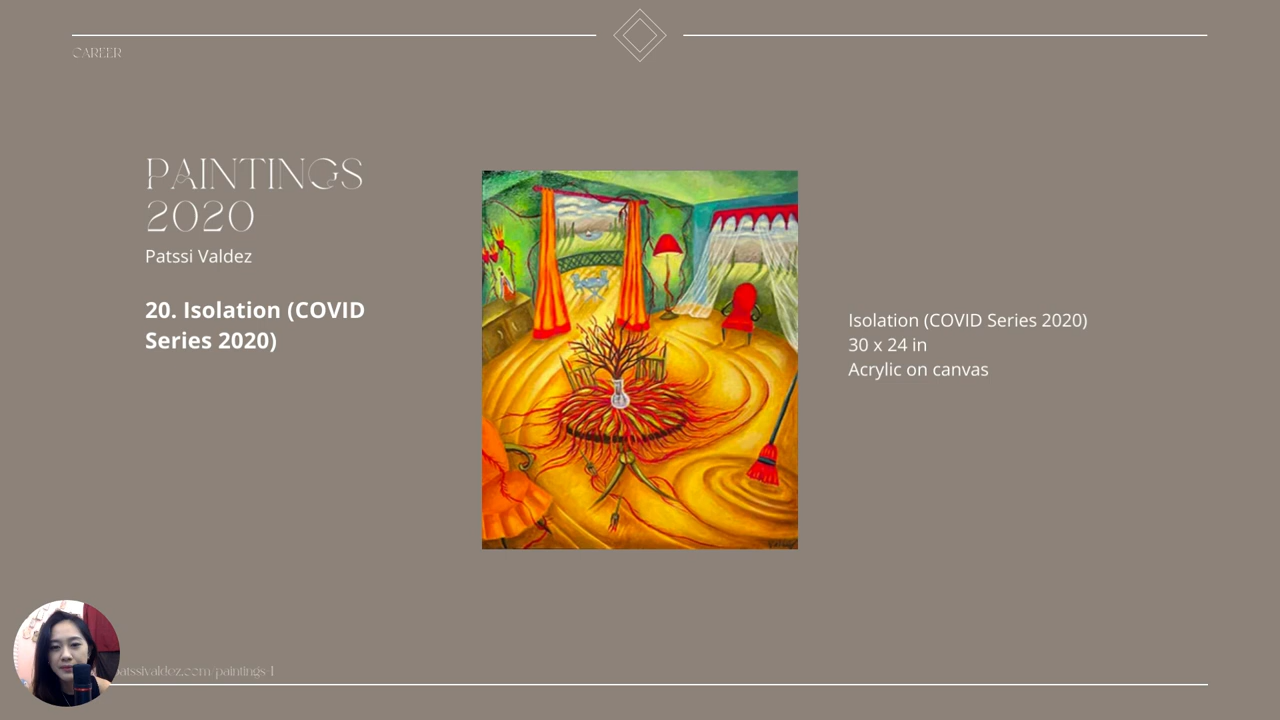 CAREER
PAINTINGS
2020
Patssi Valdez
20. Isolation (COVID
Series 2020)
Isolation (COVID Series 2020)
30 x 24 in
Acrylic on canvas
atssivaldez.com/paintings-1